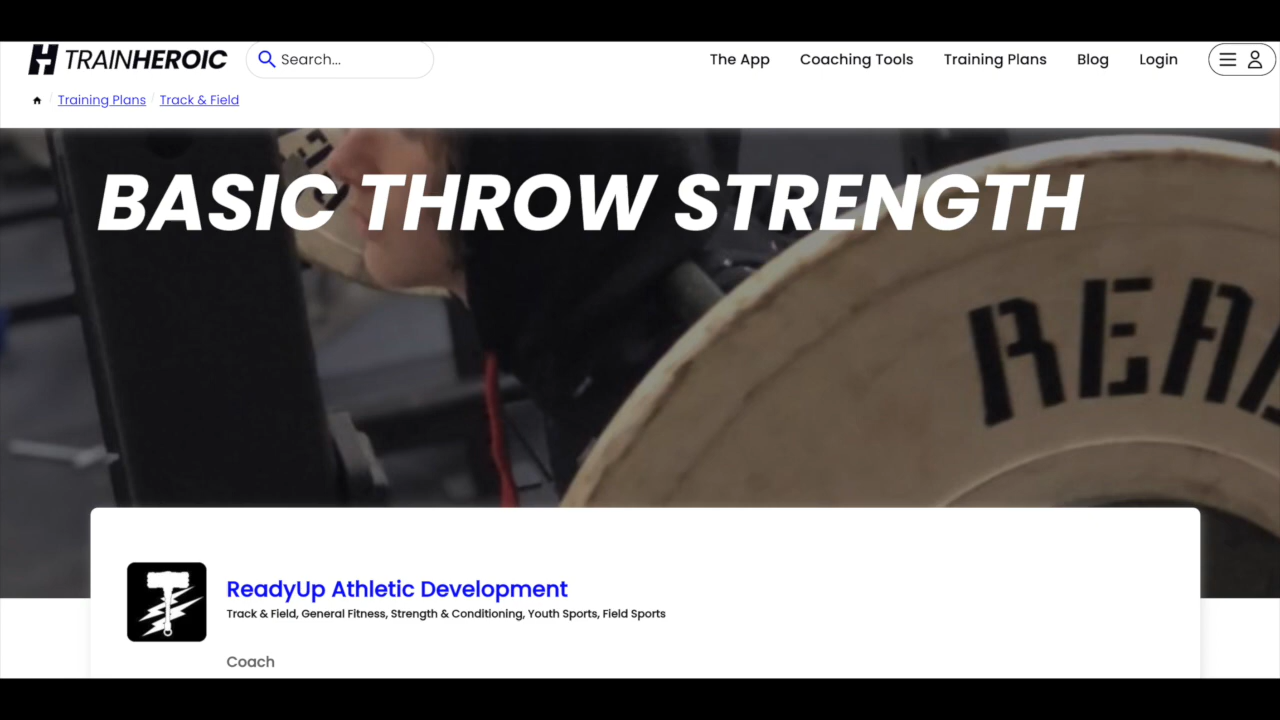 TRAINHEROIC
Search...
The App
Coaching Tools
Training Plans
Blog
Login
Training Plans / Track & Field
BASIC THROW STRENGTH
REA
ReadyUp Athletic Development
Track & Field, General Fitness, Strength & Conditioning, Youth Sports, Field Sports
Coach